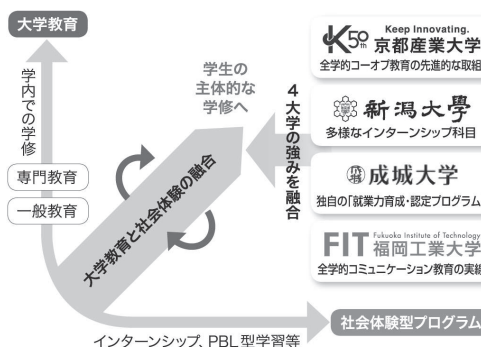 大学教育
学内での学修
専門教育
一般教育
学生の
主体的な
学修へ
大学教育と社会体験の融合
4大学の強みを融合
Keep Innovating.
K50th 京都産業大学
全学的コーオプ教育の先進的な取組
新潟大學
多様なインターンシップ科目
成城大学
独自の「就業力育成・認定プログラム
FIT Fukuoka Institute of Technology
福岡工業大学
全学的コミュニケーション教育の実績
社会体験型プログラム
インターンシップ、PBL型学習等